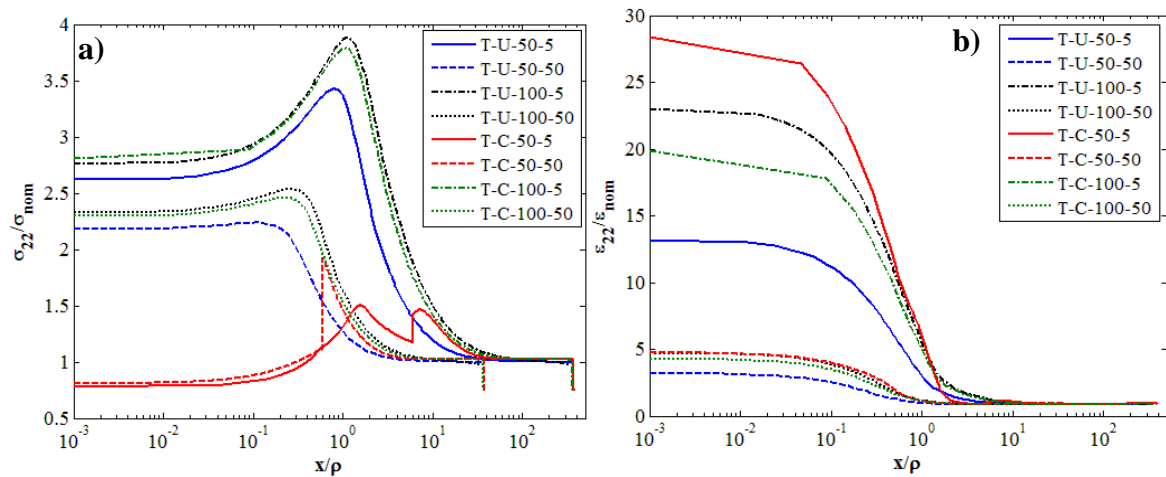 a)
4
3.5
3
2.5
2
1.5
1
0.5
σ22/σnom
10^-3 10^-2 10^-1 10^0 10^1 10^2
x/ρ
T-U-50-5
T-U-50-50
T-U-100-5
T-U-100-50
T-C-50-5
T-C-50-50
T-C-100-5
T-C-100-50
b)
30
25
20
15
10
5
0
ε22/εnom
10^-3 10^-2 10^-1 10^0 10^1 10^2
x/ρ
T-U-50-5
T-U-50-50
T-U-100-5
T-U-100-50
T-C-50-5
T-C-50-50
T-C-100-5
T-C-100-50